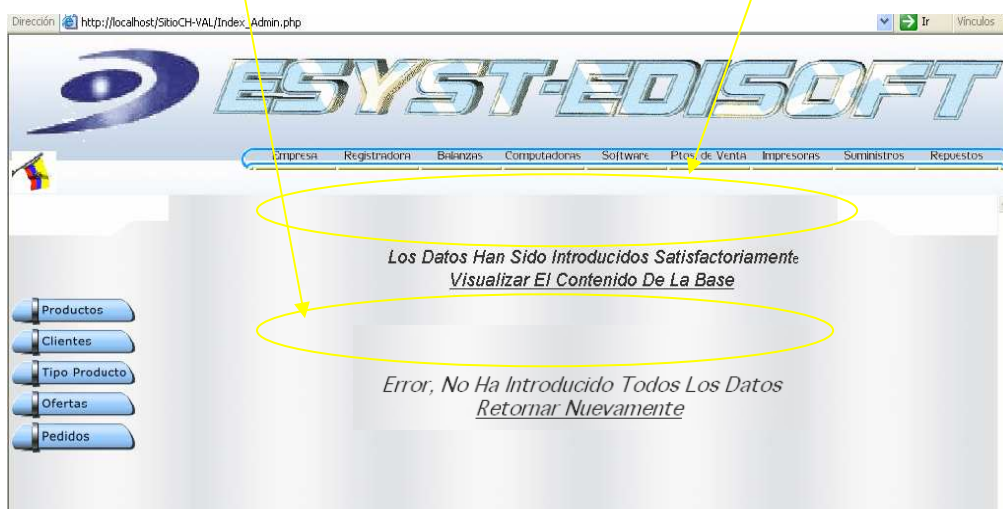 Dirección http://localhost/SitioCH-VAL/Index_Admin.php Ir Vínculos
ESYST-EDISOFT
Empresa Registradora Balanzas Computadoras Software Ptos. de Venta Impresoras Suministros Repuestos
Los Datos Han Sido Introducidos Satisfactoriamente
Visualizar El Contenido De La Base
Productos
Clientes
Tipo Producto
Ofertas
Pedidos
Error, No Ha Introducido Todos Los Datos
Retornar Nuevamente